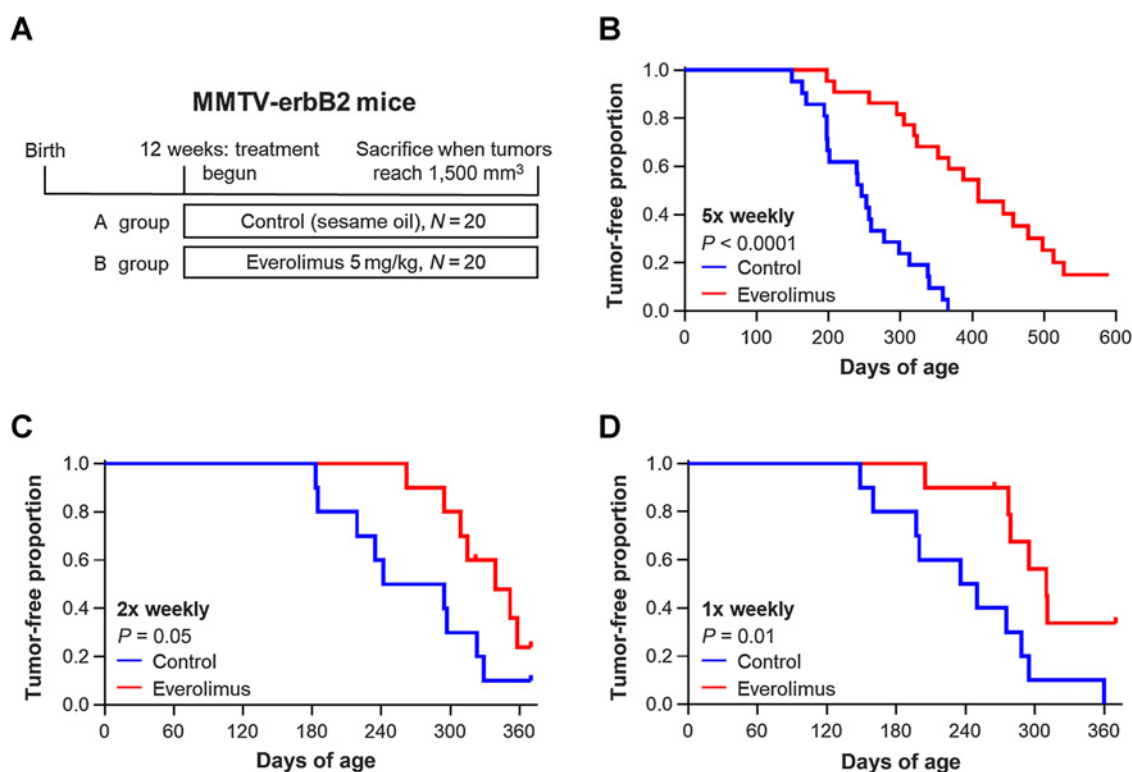 A
MMTV-erbB2 mice
Birth
12 weeks: treatment
begun
Sacrifice when tumors
reach 1,500 mm³
A group
Control (sesame oil), N = 20
B group
Everolimus 5 mg/kg, N = 20
B
Tumor-free proportion
1.0
0.8
0.6
0.4
0.2
0.0
5x weekly
P < 0.0001
Control
Everolimus
0 100 200 300 400 500 600
Days of age
C
Tumor-free proportion
1.0
0.8
0.6
0.4
0.2
0.0
2x weekly
P = 0.05
Control
Everolimus
0 60 120 180 240 300 360
Days of age
D
Tumor-free proportion
1.0
0.8
0.6
0.4
0.2
0.0
1x weekly
P = 0.01
Control
Everolimus
0 60 120 180 240 300 360
Days of age